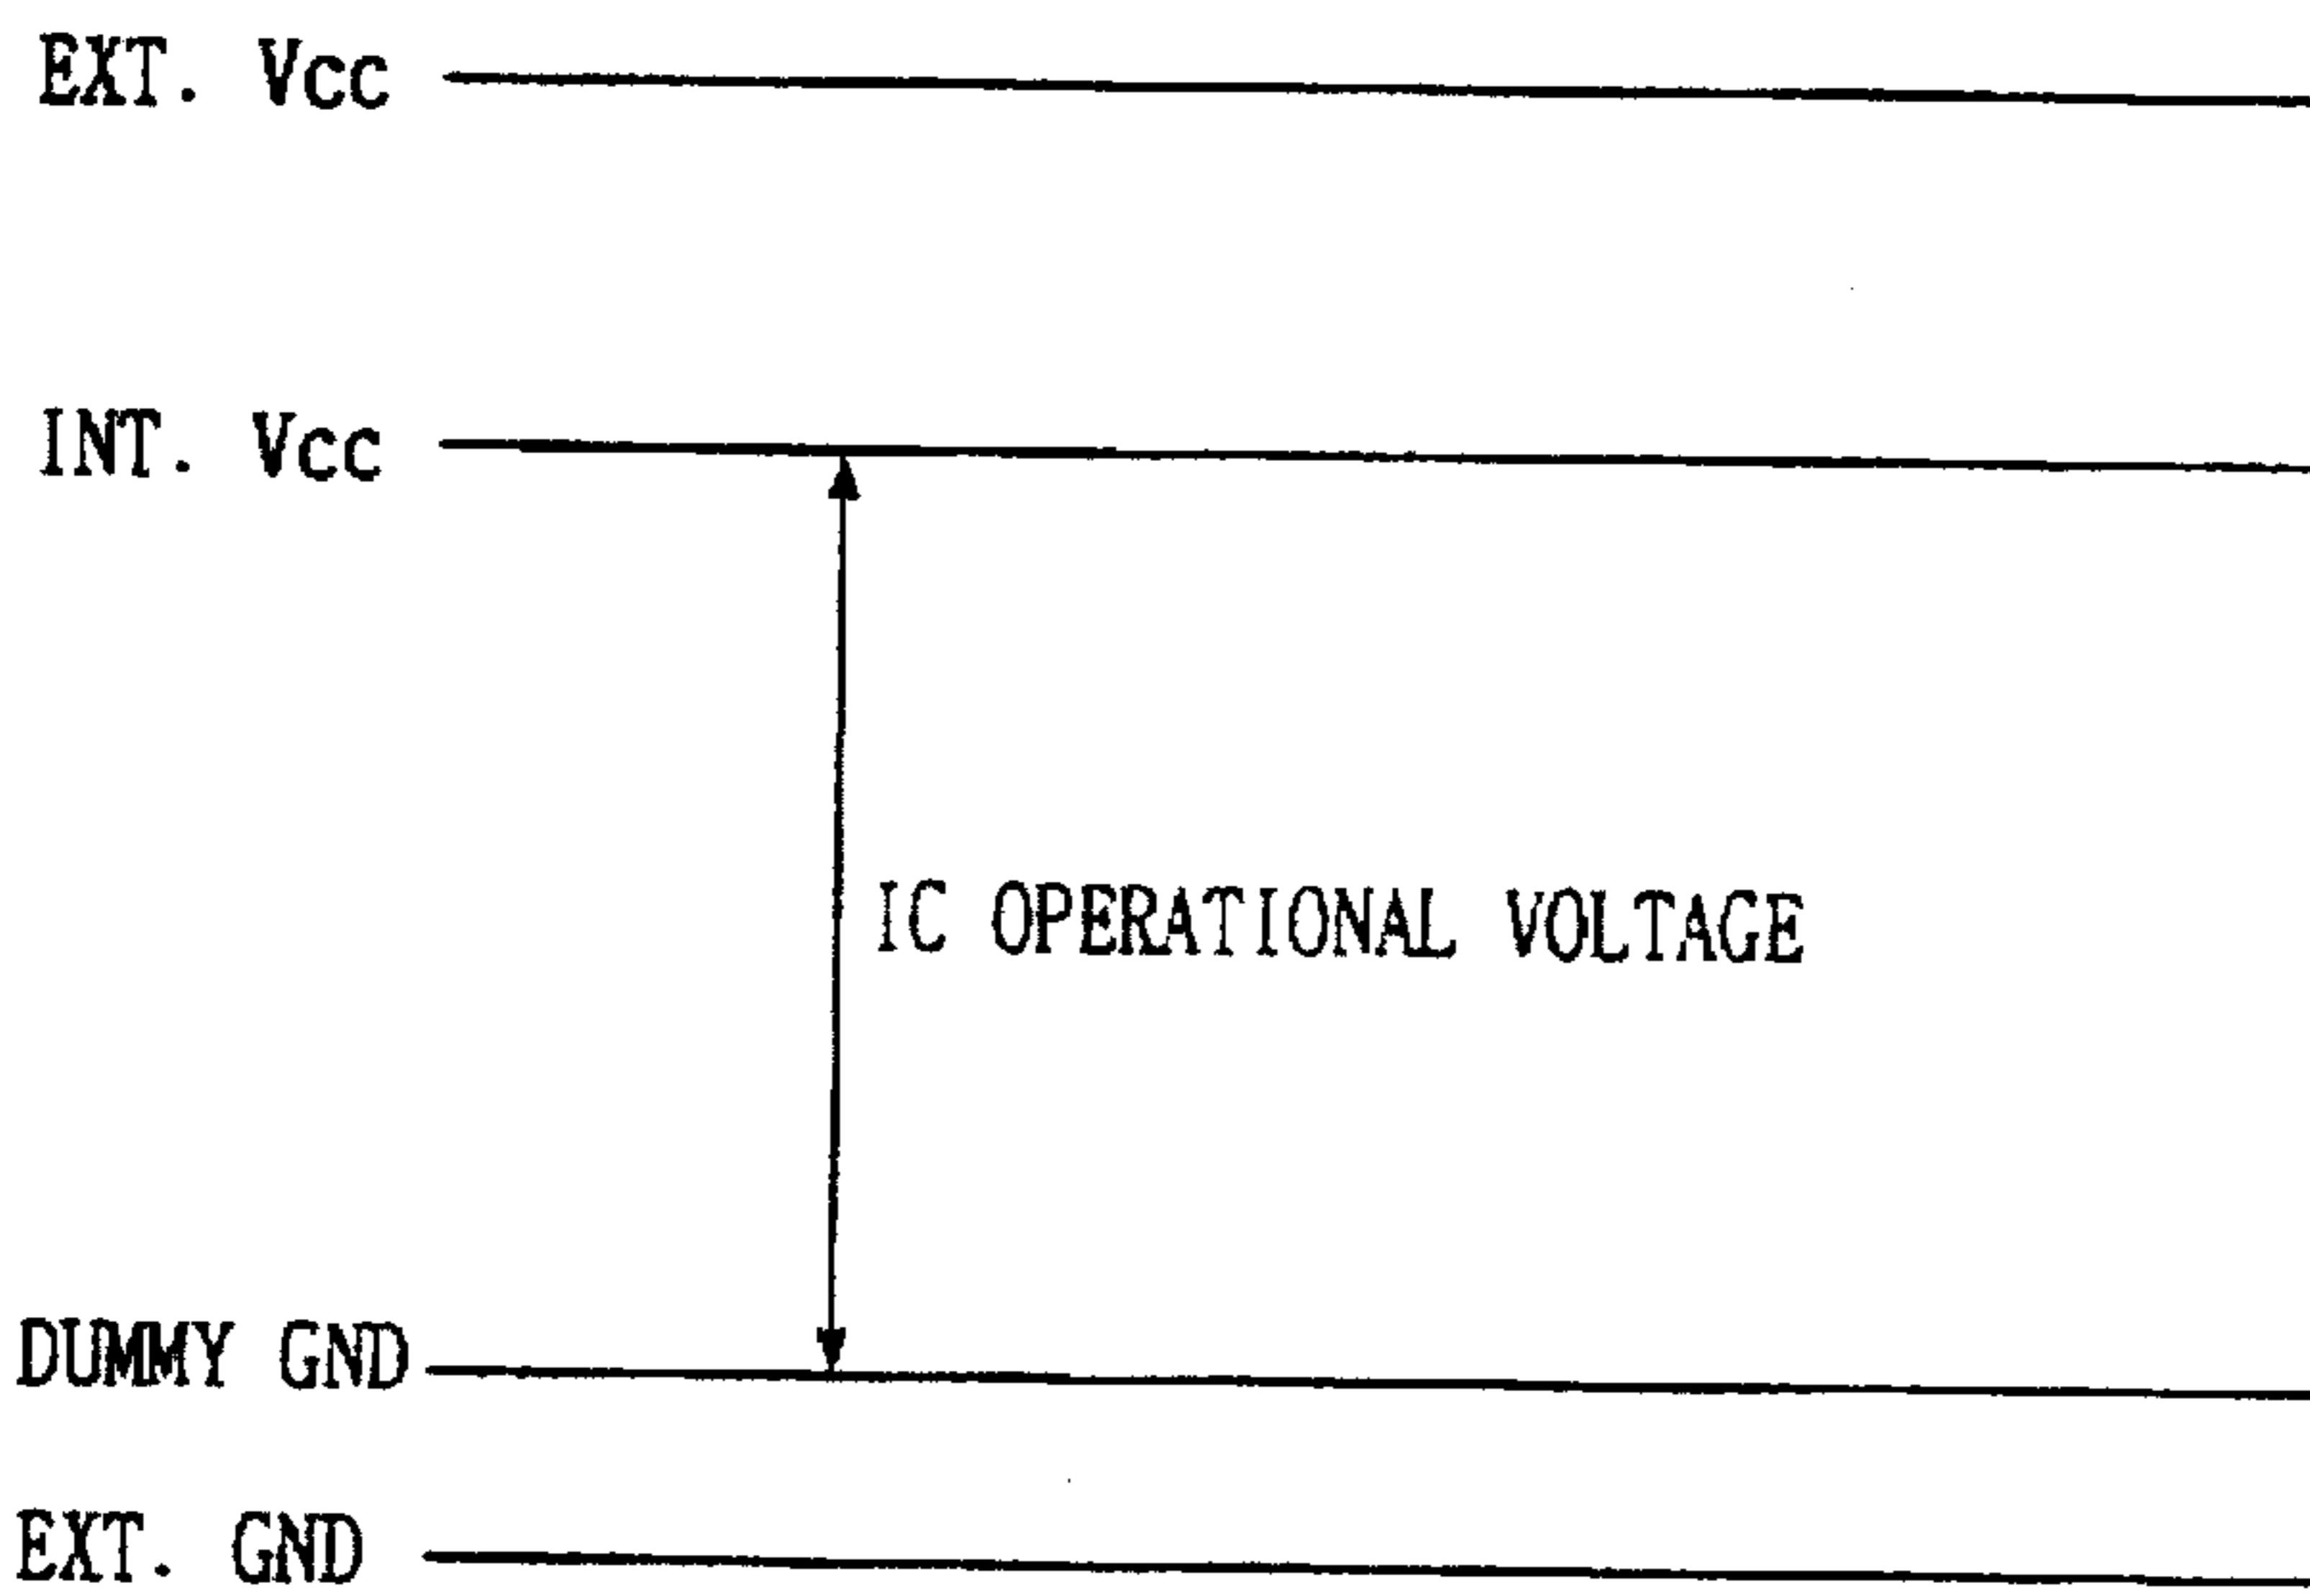 EXT. Vcc
INT. Vcc
IC OPERATIONAL VOLTAGE
DUMMY GND
EXT. GND